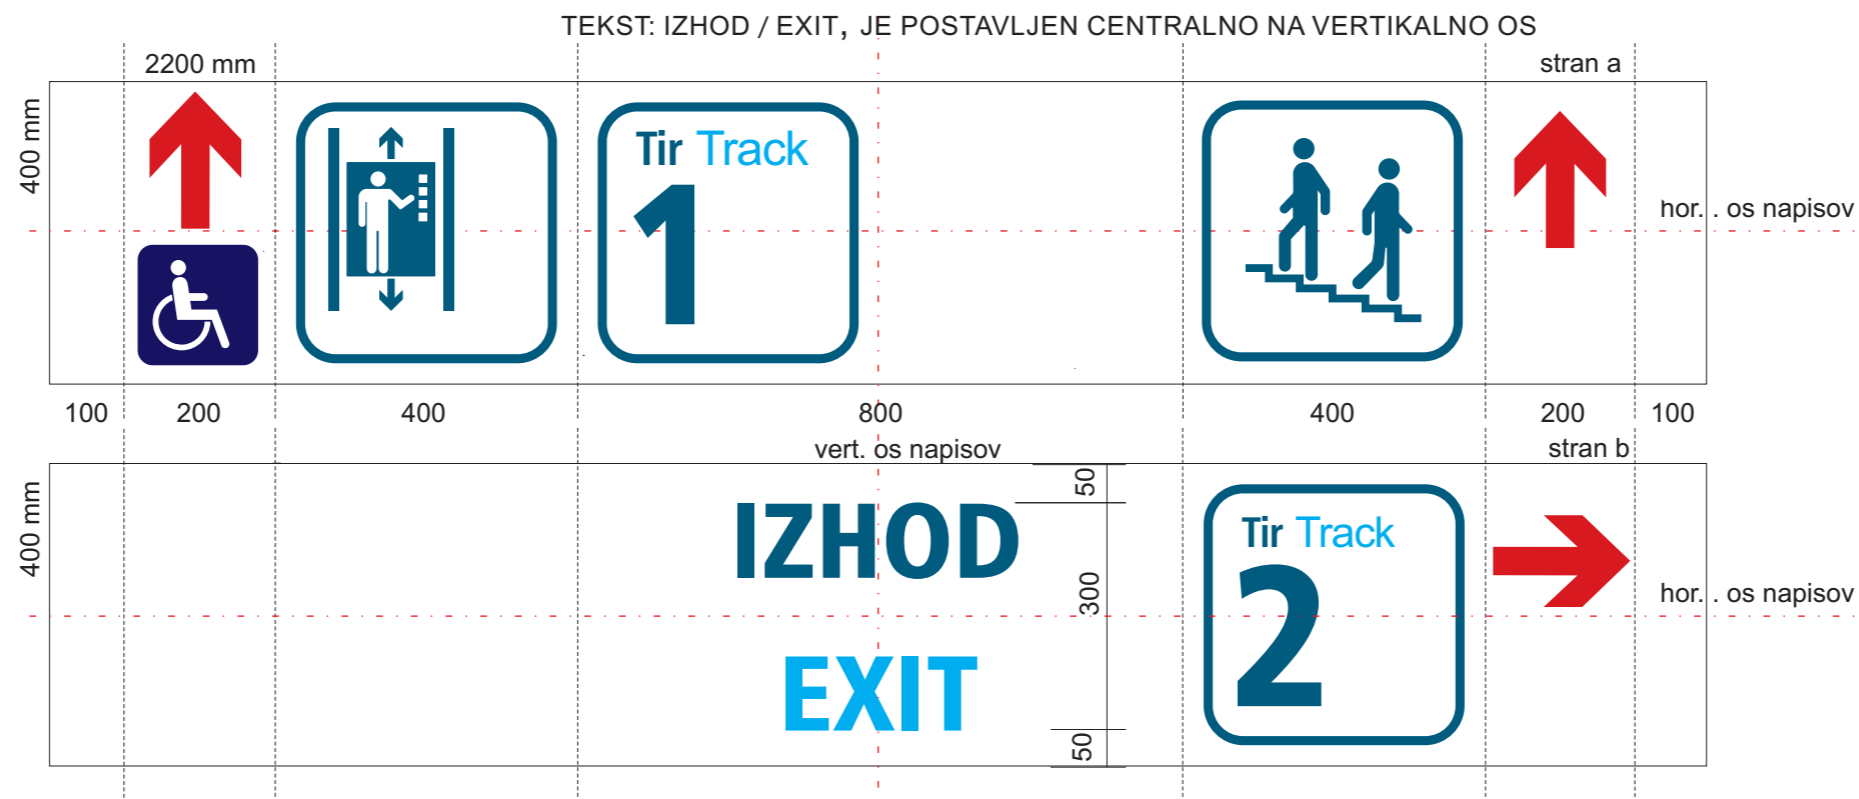 TEKST: IZHOD / EXIT, JE POSTAVLJEN CENTRALNO NA VERTIKALNO OS
2200 mm
stran a
400 mm
Tir Track
1
hor. . os napisov
100 200 400 800 400 200 100
vert. os napisov
stran b
400 mm
50
IZHOD
Tir Track
2
300
hor. . os napisov
EXIT
50